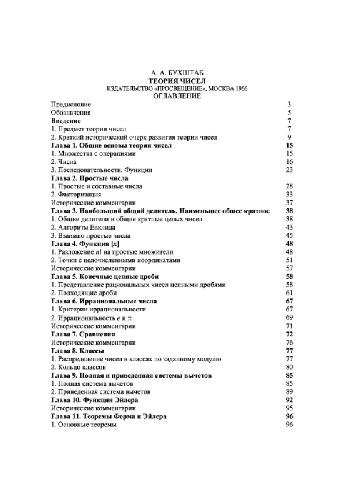 А. А. БУХШТАБ
ТЕОРИЯ ЧИСЕЛ
ИЗДАТЕЛЬСТВО «ПРОСВЕЩЕНИЕ», МОСКВА 1966
ОГЛАВЛЕНИЕ
Предисловие 3
Обозначения 5
Введение 7
1. Предмет теории чисел 7
2. Краткий исторический очерк развития теории чисел 9
Глава 1. Общие основы теории чисел 15
1. Множества с операциями 15
2. Числа 16
3. Последовательности. Функции 23
Глава 2. Простые числа
1. Простые и составные числа 28
2. Факторизация 33
Исторические комментарии 37
Глава 3. Наибольший общий делитель. Наименьшее общее кратное 38
1. Общие делители и общие кратные целых чисел 38
2. Алгоритм Евклида 43
3. Взаимно простые числа 45
Глава 4. Функция [x] 48
1. Разложение n! на простые множители 48
2. Точки с целочисленными координатами 51
Исторические комментарии 57
Глава 5. Конечные цепные дроби 58
1. Представление рациональных чисел цепными дробями 58
2. Подходящие дроби 61
Глава 6. Иррациональные числа 67
1. Критерии иррациональности 67
2. Иррациональность e и π 69
Исторические комментарии 71
Глава 7. Сравнения 72
Исторические комментарии 76
Глава 8. Классы 77
1. Распределение чисел в классах по заданному модулю 77
2. Кольцо классов 80
Глава 9. Полная и приведенная системы вычетов 85
1. Полная система вычетов 85
2. Приведенная система вычетов 89
Глава 10. Функция Эйлера 92
Исторические комментарии 95
Глава 11. Теоремы Ферма и Эйлера 96
1. Основные теоремы 96